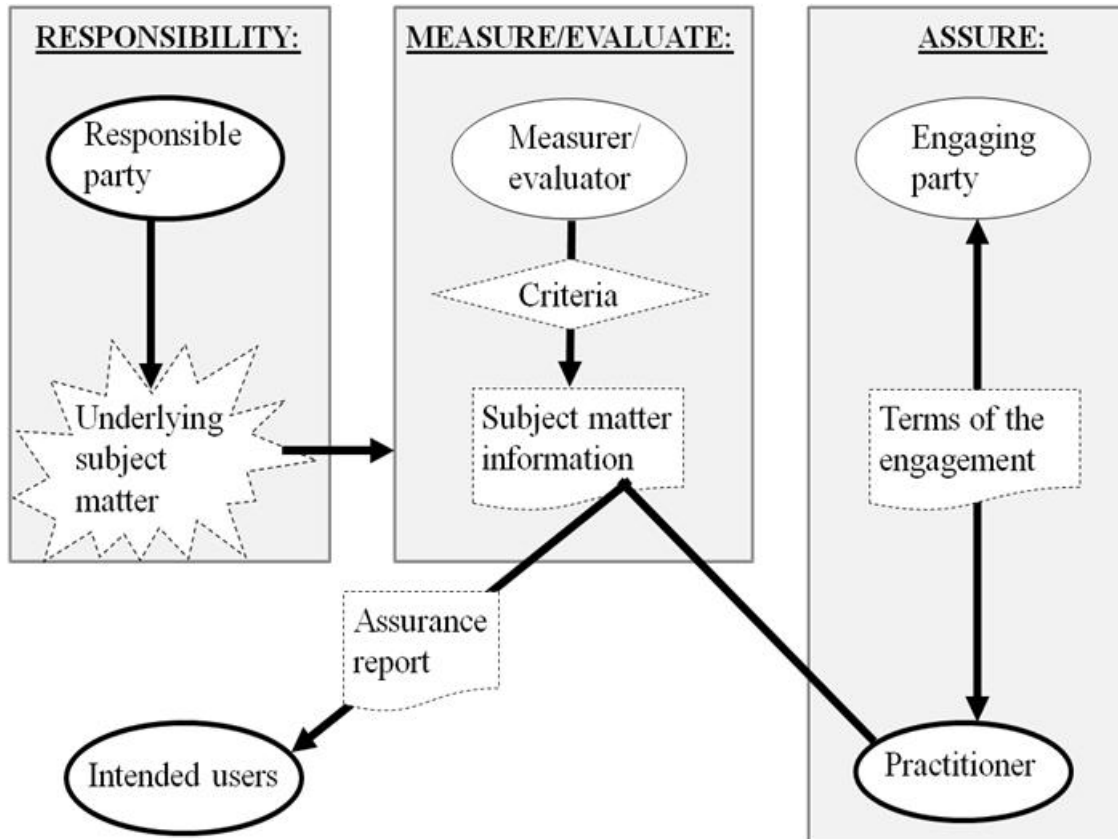 RESPONSIBILITY:
Responsible
party
Underlying
subject
matter
MEASURE/EVALUATE:
Measurer/
evaluator
Criteria
Subject matter
information
ASSURE:
Engaging
party
Terms of the
engagement
Practitioner
Assurance
report
Intended users